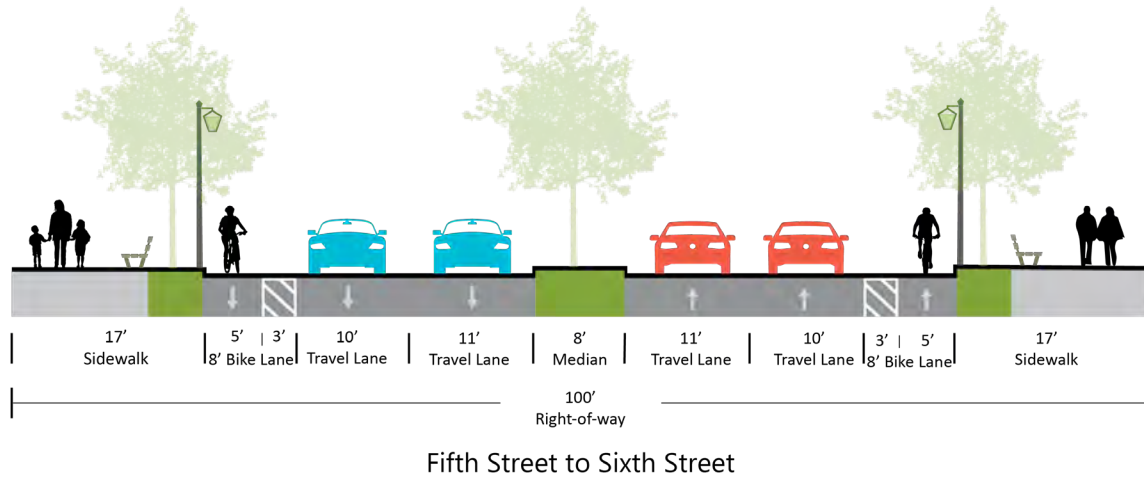 17’
Sidewalk
5’ | 3’
8’ Bike Lane
10’
Travel Lane
11’
Travel Lane
8’
Median
11’
Travel Lane
10’
Travel Lane
3’ | 5’
8’ Bike Lane
17’
Sidewalk
100’
Right-of-way
Fifth Street to Sixth Street